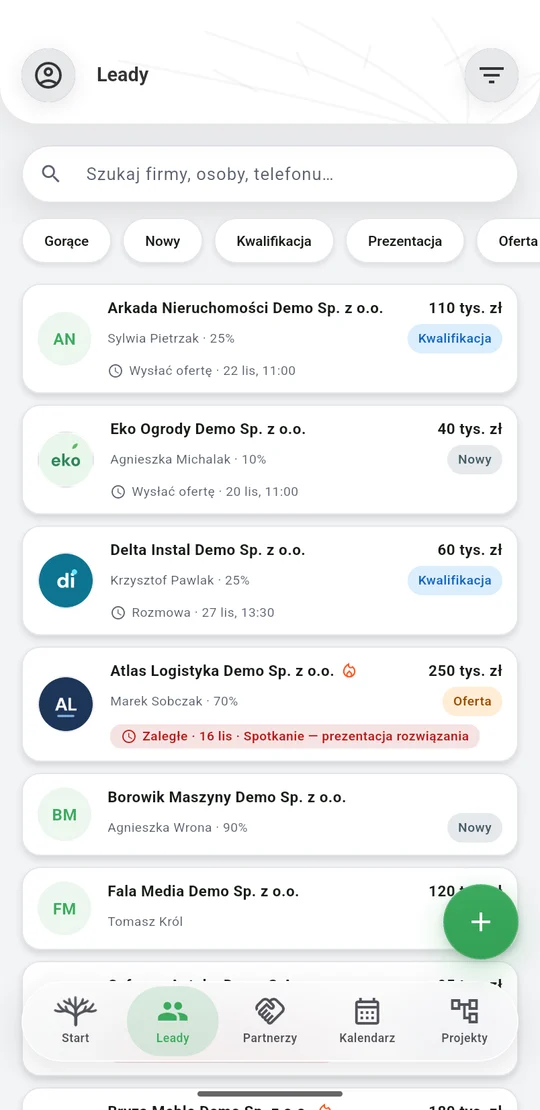 Leady
Szukaj firmy, osoby, telefonu…
Gorące Nowy Kwalifikacja Prezentacja Oferta
Arkada Nieruchomości Demo Sp. z o.o. 110 tys. zł
AN Sylwia Pietrzak · 25% Kwalifikacja
Wysłać ofertę · 22 lis, 11:00
Eko Ogrody Demo Sp. z o.o. 40 tys. zł
eko Agnieszka Michalak · 10% Nowy
Wysłać ofertę · 20 lis, 11:00
Delta Instal Demo Sp. z o.o. 60 tys. zł
di Krzysztof Pawlak · 25% Kwalifikacja
Rozmowa · 27 lis, 13:30
Atlas Logistyka Demo Sp. z o.o. 250 tys. zł
AL Marek Sobczak · 70% Oferta
Zaległe · 16 lis · Spotkanie — prezentacja rozwiązania
Borowik Maszyny Demo Sp. z o.o.
BM Agnieszka Wrona · 90% Nowy
Fala Media Demo Sp. z o.o. 120
FM Tomasz Król
Start Leady Partnerzy Kalendarz Projekty